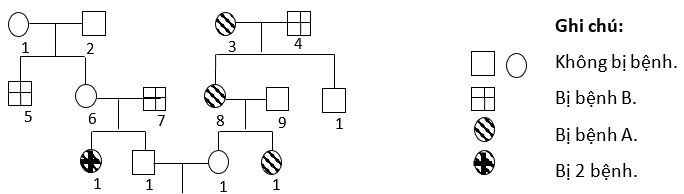 Ghi chú:
1 2 3 4 Không bị bệnh.
Bị bệnh B.
5 6 7 8 9 1
Bị bệnh A.
Bị 2 bệnh.
1 1 1 1